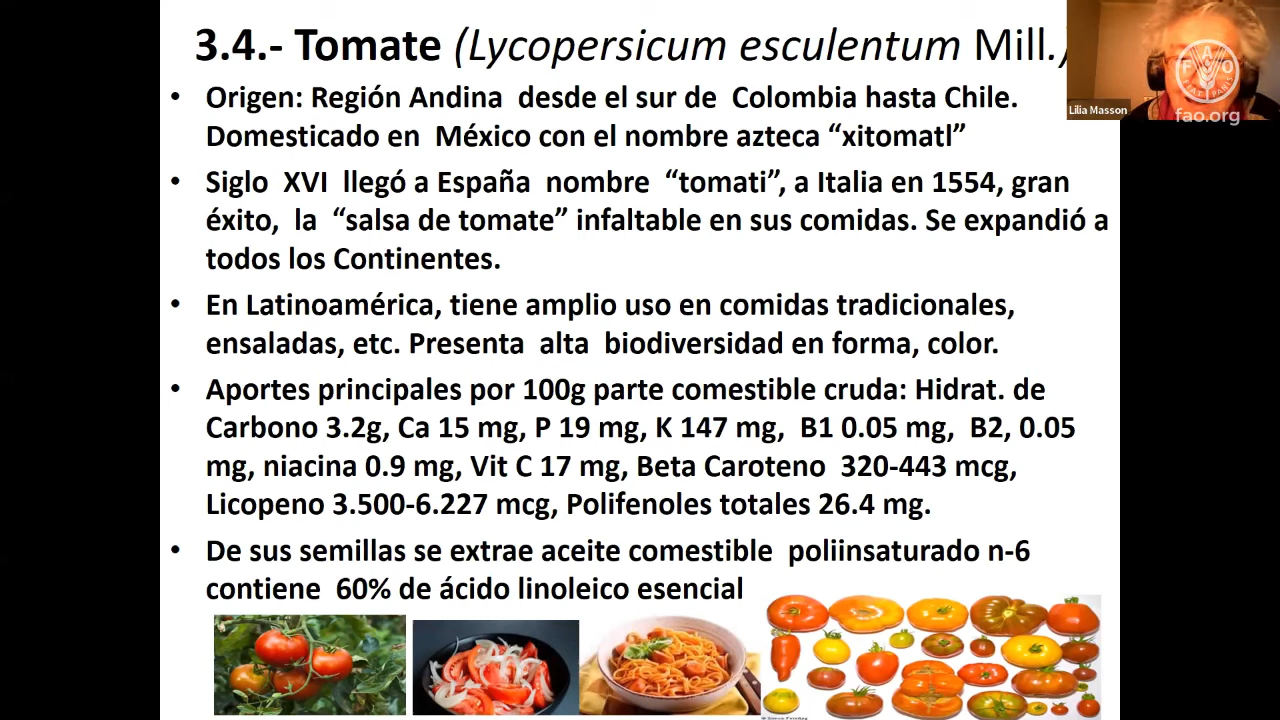 3.4.- Tomate (Lycopersicum esculentum Mill.)
• Origen: Región Andina desde el sur de Colombia hasta Chile.
Domesticado en México con el nombre azteca “xitomatl”
• Siglo XVI llegó a España nombre “tomati”, a Italia en 1554, gran
éxito, la “salsa de tomate” infaltable en sus comidas. Se expandió a
todos los Continentes.
• En Latinoamérica, tiene amplio uso en comidas tradicionales,
ensaladas, etc. Presenta alta biodiversidad en forma, color.
• Aportes principales por 100g parte comestible cruda: Hidrat. de
Carbono 3.2g, Ca 15 mg, P 19 mg, K 147 mg, B1 0.05 mg, B2, 0.05
mg, niacina 0.9 mg, Vit C 17 mg, Beta Caroteno 320-443 mcg,
Licopeno 3.500-6.227 mcg, Polifenoles totales 26.4 mg.
• De sus semillas se extrae aceite comestible poliinsaturado n-6
contiene 60% de ácido linoleico esencial
Lilia Masson
F A O
FIAT PANIS
fao.org